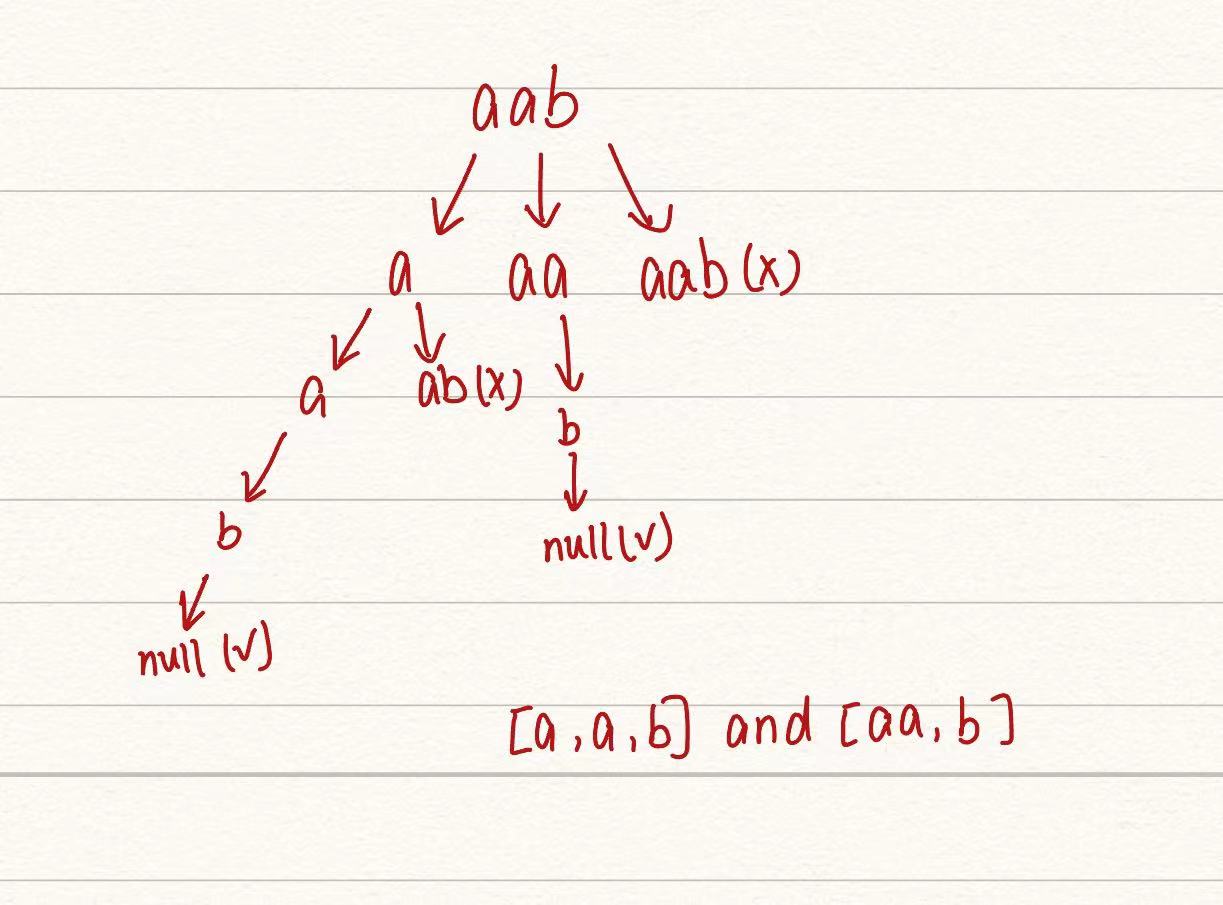 aab
a aa aab (x)
a ab (x)
b
null (v)
b
null (v)
[a, a, b] and [aa, b]